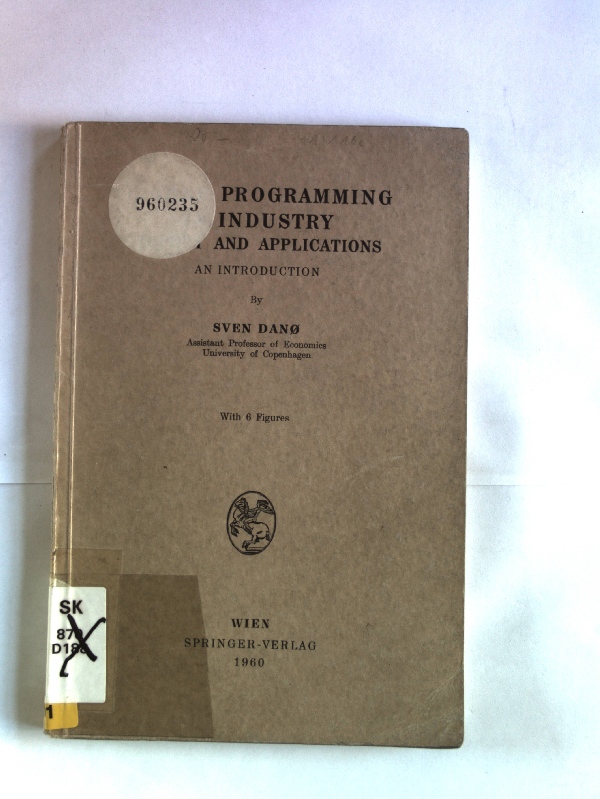 960235
PROGRAMMING
INDUSTRY
AND APPLICATIONS
AN INTRODUCTION
By
SVEN DANØ
Assistant Professor of Economics
University of Copenhagen
With 6 Figures
WIEN
SPRINGER-VERLAG
1960
SK
1